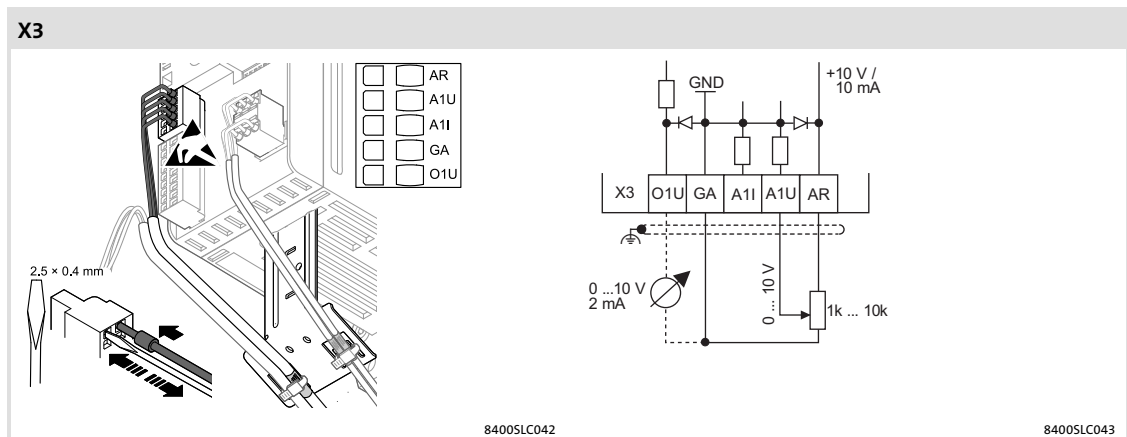 X3
AR
A1U
A1I
GA
O1U
2.5 × 0.4 mm
8400SLC042
GND
+10 V /
10 mA
X3 O1U GA A1I A1U AR
0 ...10 V
2 mA
0 ... 10 V
1k ... 10k
8400SLC043